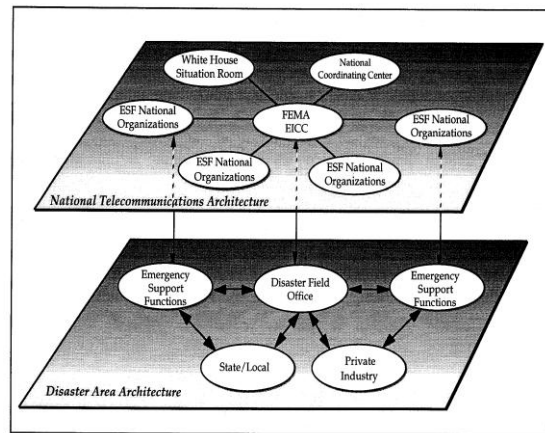 White House
Situation Room
National
Coordinating Center
ESF National
Organizations
FEMA
EICC
ESF National
Organizations
ESF National
Organizations
ESF National
Organizations
National Telecommunications Architecture
Emergency
Support
Functions
Disaster Field
Office
Emergency
Support
Functions
State/Local
Private
Industry
Disaster Area Architecture